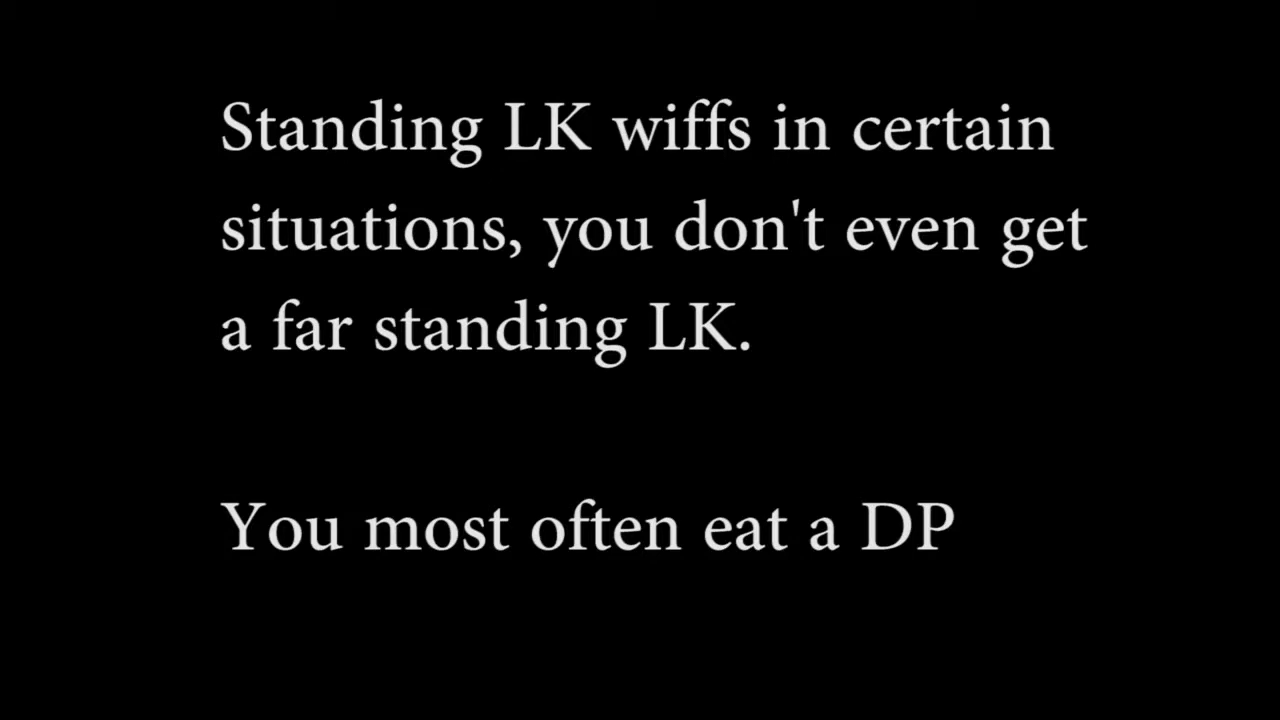 Standing LK wiffs in certain
situations, you don't even get
a far standing LK.
You most often eat a DP